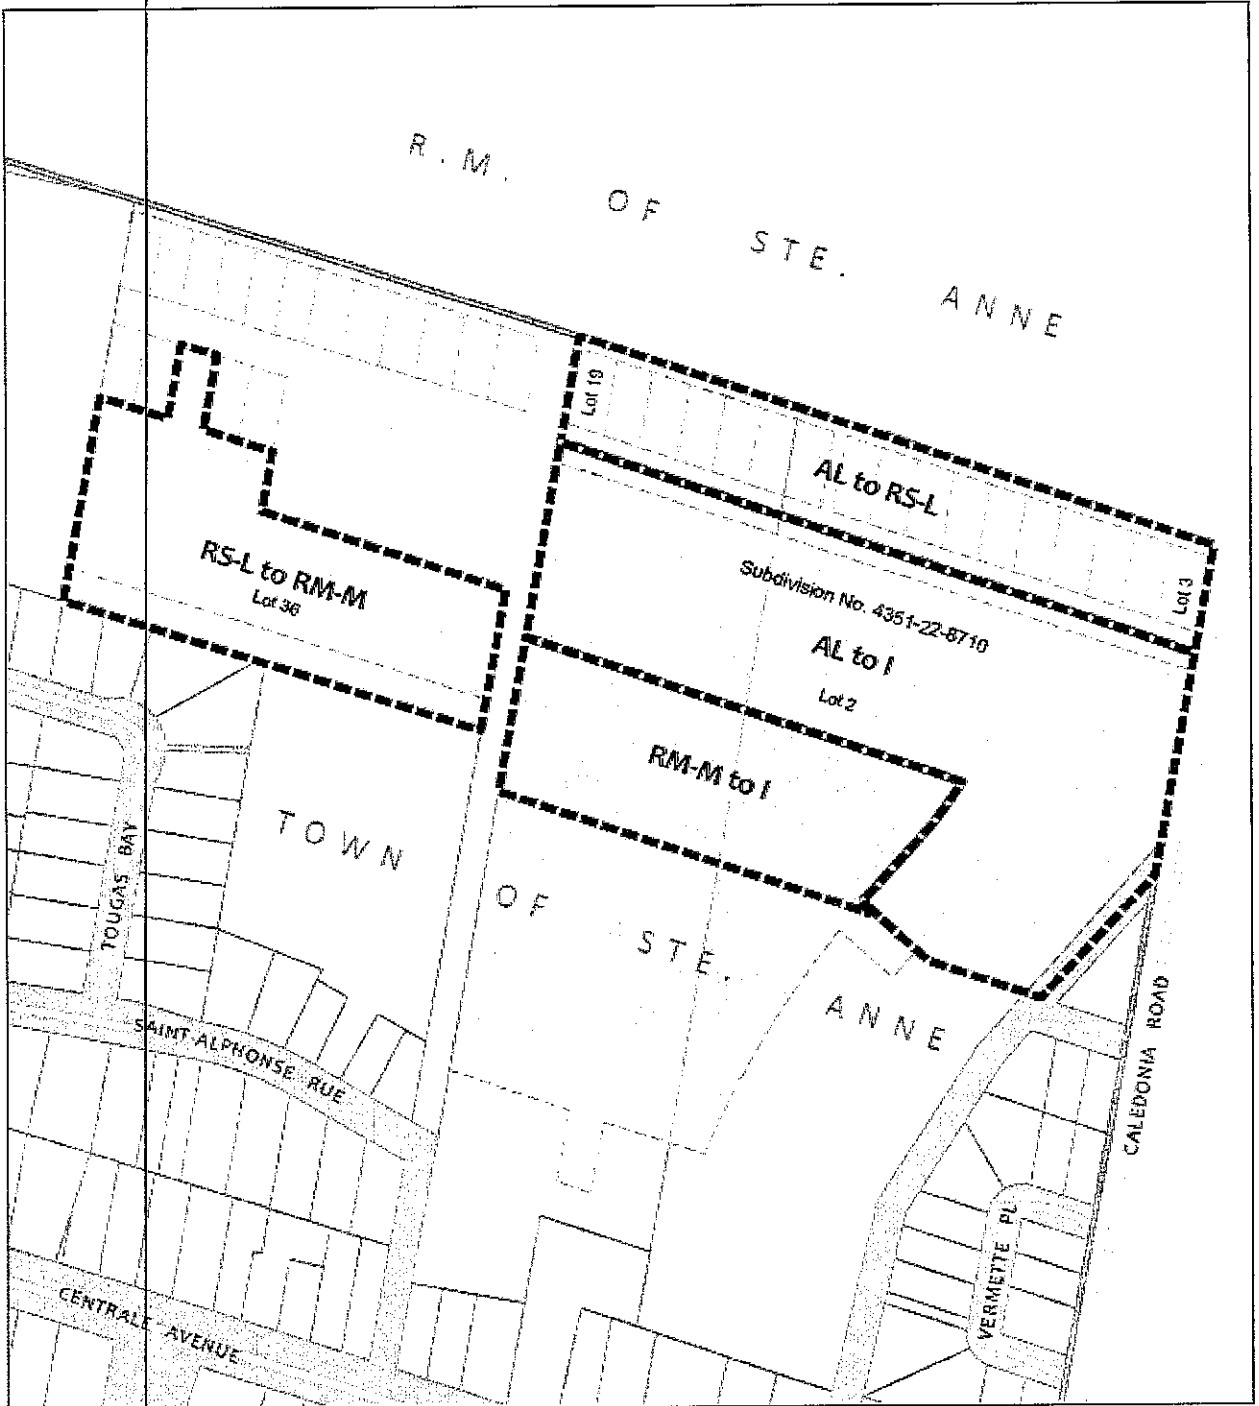 R.M. OF STE. ANNE
Lot 19
AL to RS-L
Lot 3
RS-L to RM-M
Lot 36
Subdivision No. 4351-22-8710
AL to I
Lot 2
RM-M to I
TOWN OF STE. ANNE
TOUGAS BAY
SAINT-ALPHONSE RUE
CALEDONIA ROAD
VERMETTE PL
CENTRALE AVENUE